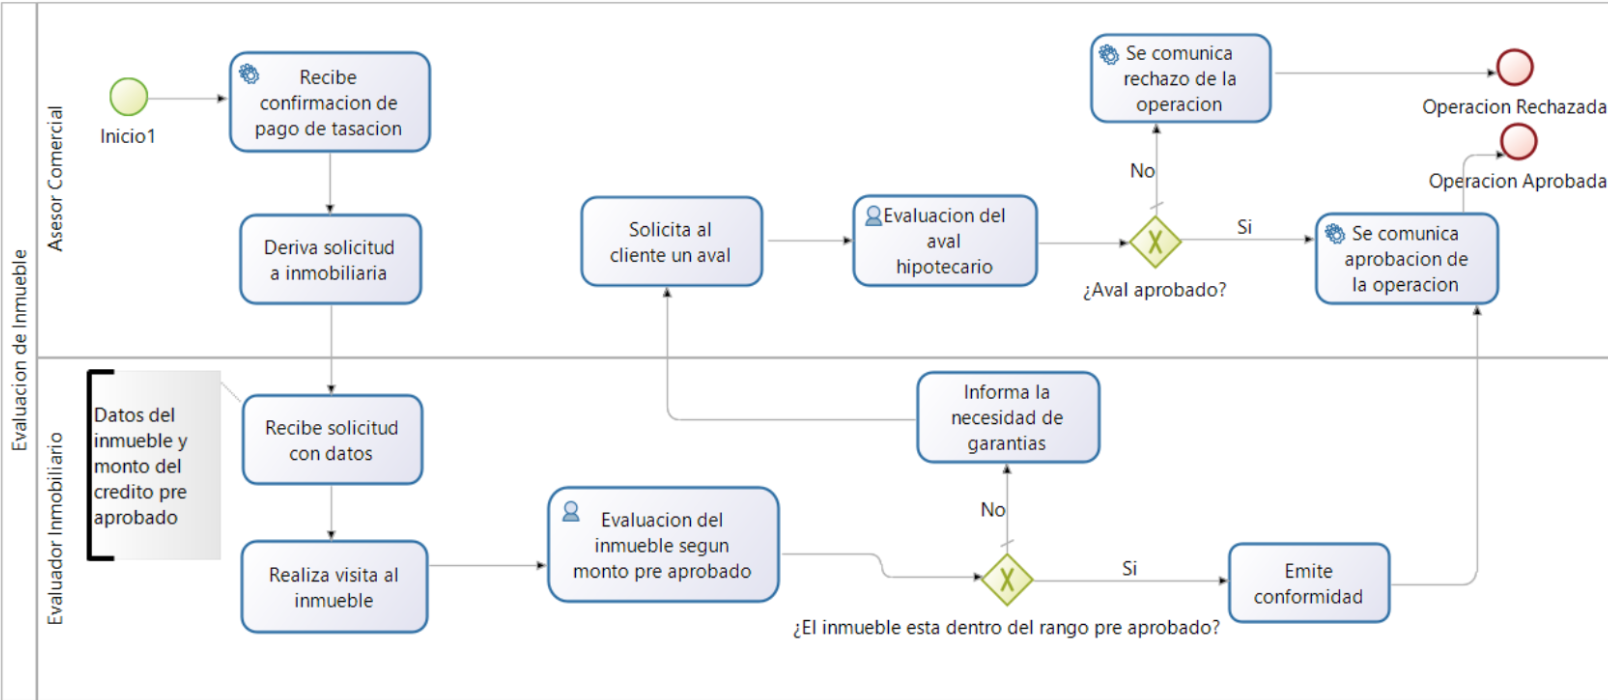 Evaluacion de Inmueble
Asesor Comercial
Inicio1
Recibe
confirmacion de
pago de tasacion
Deriva solicitud
a inmobiliaria
Solicita al
cliente un aval
Evaluacion del
aval
hipotecario
¿Aval aprobado?
No
Si
Se comunica
rechazo de la
operacion
Operacion Rechazada
Operacion Aprobada
Se comunica
aprobacion de
la operacion
Evaluador Inmobiliario
Datos del
inmueble y
monto del
credito pre
aprobado
Recibe solicitud
con datos
Realiza visita al
inmueble
Evaluacion del
inmueble segun
monto pre aprobado
¿El inmueble esta dentro del rango pre aprobado?
No
Informa la
necesidad de
garantias
Si
Emite
conformidad